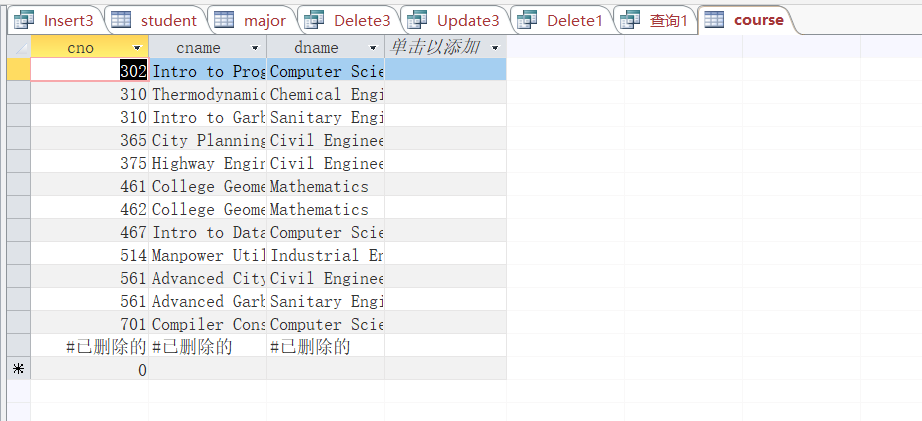 Insert3 student major Delete3 Update3 Delete1 查询1 course
cno cname dname 单击以添加
302 Intro to Prog Computer Scie
310 Thermodynamic Chemical Engi
310 Intro to Garb Sanitary Engi
365 City Planning Civil Enginee
375 Highway Engin Civil Enginee
461 College Geome Mathematics
462 College Geome Mathematics
467 Intro to Data Computer Scie
514 Manpower Util Industrial En
561 Advanced City Civil Enginee
561 Advanced Garb Sanitary Engi
701 Compiler Cons Computer Scie
#已删除的 #已删除的 #已删除的
* 0